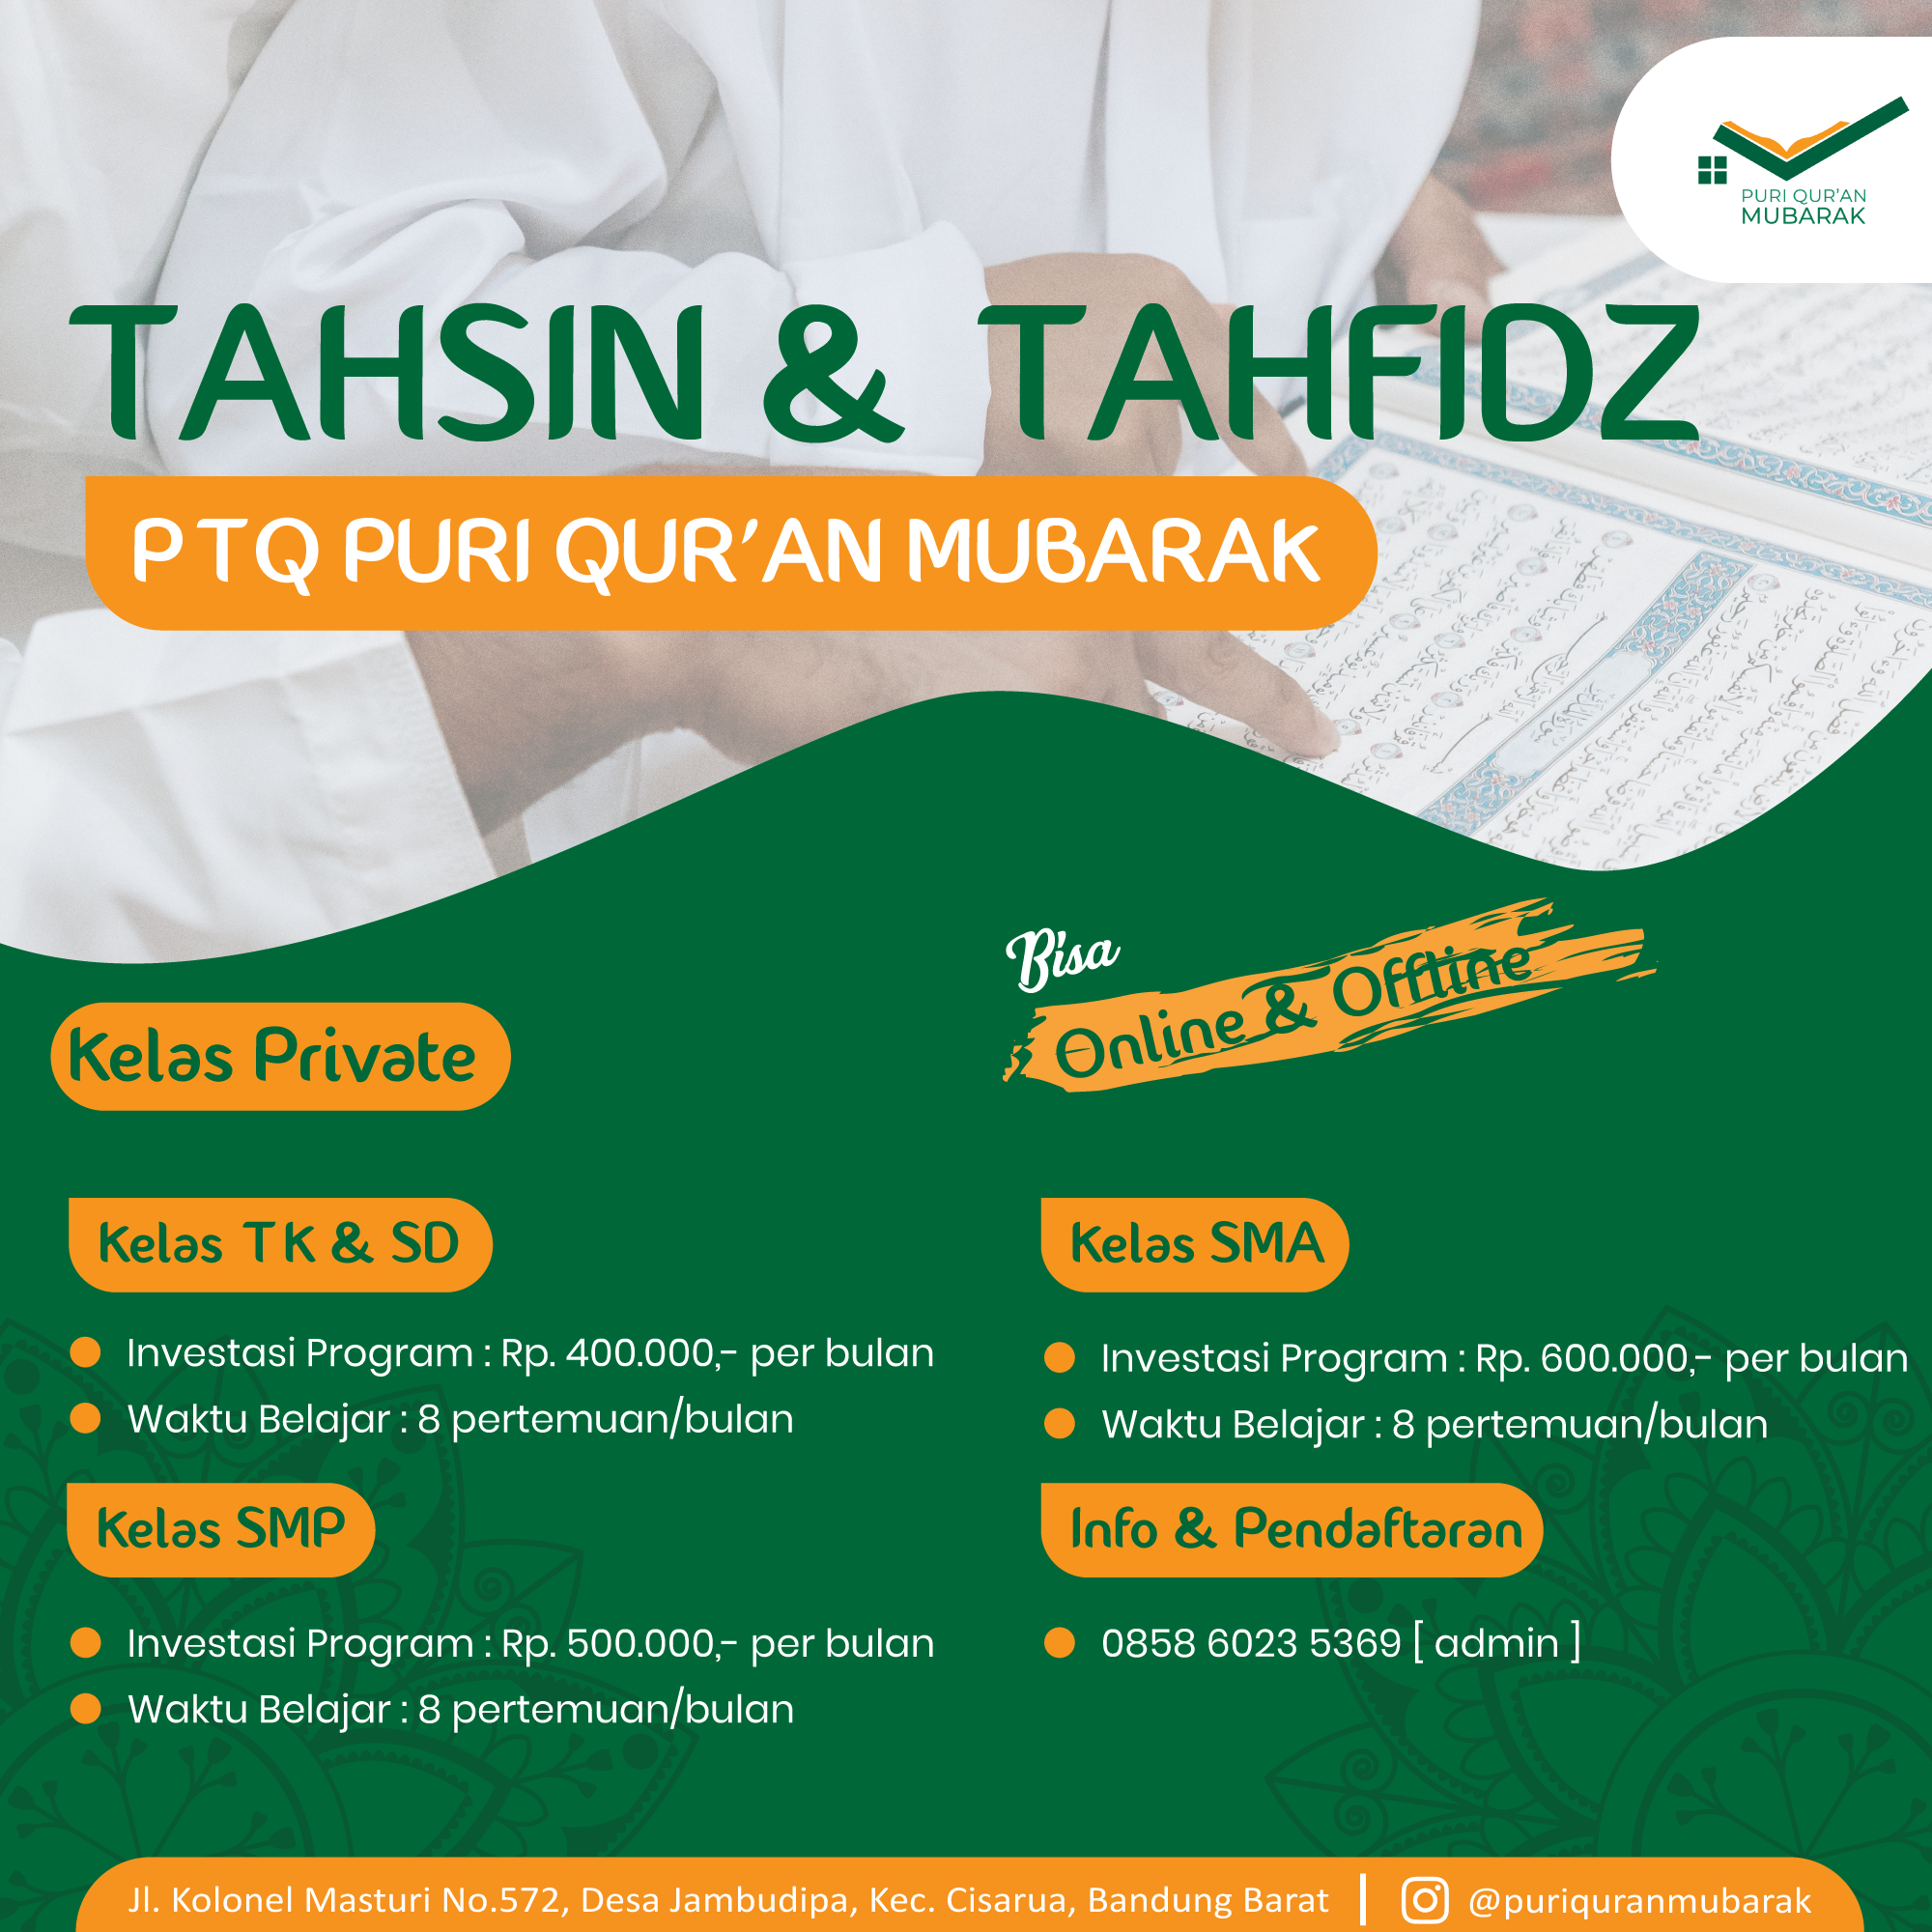 PURI QUR'AN
MUBARAK
TAHSIN & TAHFIDZ
PTQ PURI QUR'AN MUBARAK
Bisa
Online & Offline
Kelas Private
Kelas TK & SD
Investasi Program : Rp. 400.000,- per bulan
Waktu Belajar : 8 pertemuan/bulan
Kelas SMP
Investasi Program : Rp. 500.000,- per bulan
Waktu Belajar : 8 pertemuan/bulan
Kelas SMA
Investasi Program : Rp. 600.000,- per bulan
Waktu Belajar : 8 pertemuan/bulan
Info & Pendaftaran
0858 6023 5369 [ admin ]
Jl. Kolonel Masturi No.572, Desa Jambudipa, Kec. Cisarua, Bandung Barat | @puriquranmubarak